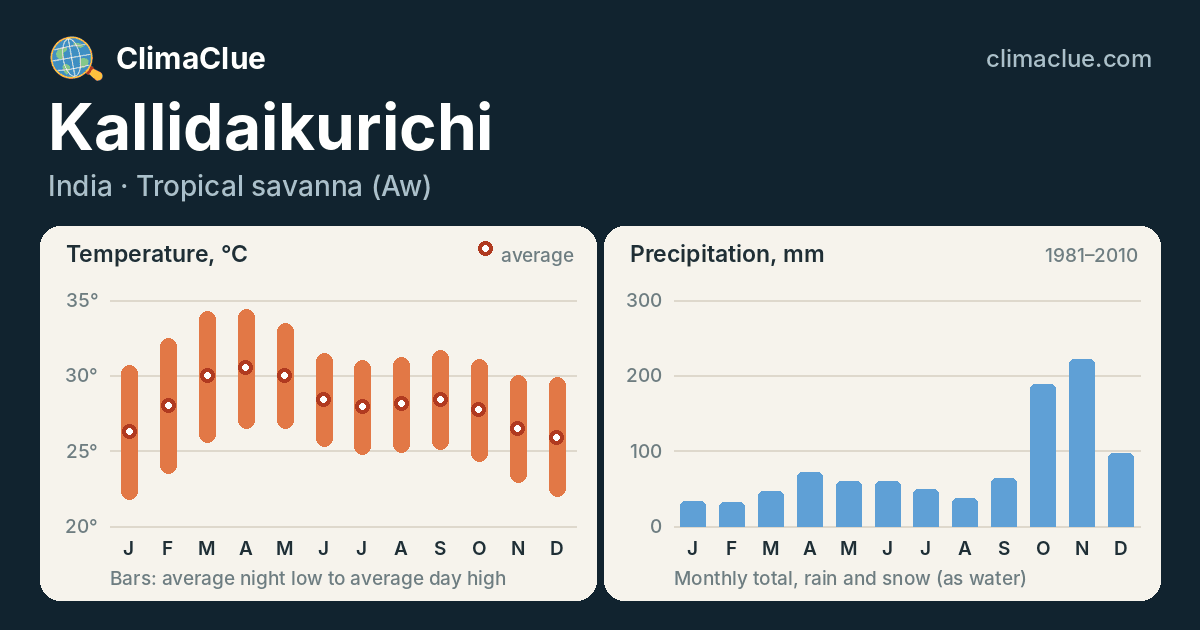 ClimaClue
climaclue.com
Kallidaikurichi
India · Tropical savanna (Aw)
Temperature, °C
average
35°
30°
25°
20°
J F M A M J J A S O N D
Bars: average night low to average day high
Precipitation, mm
1981–2010
300
200
100
0
J F M A M J J A S O N D
Monthly total, rain and snow (as water)